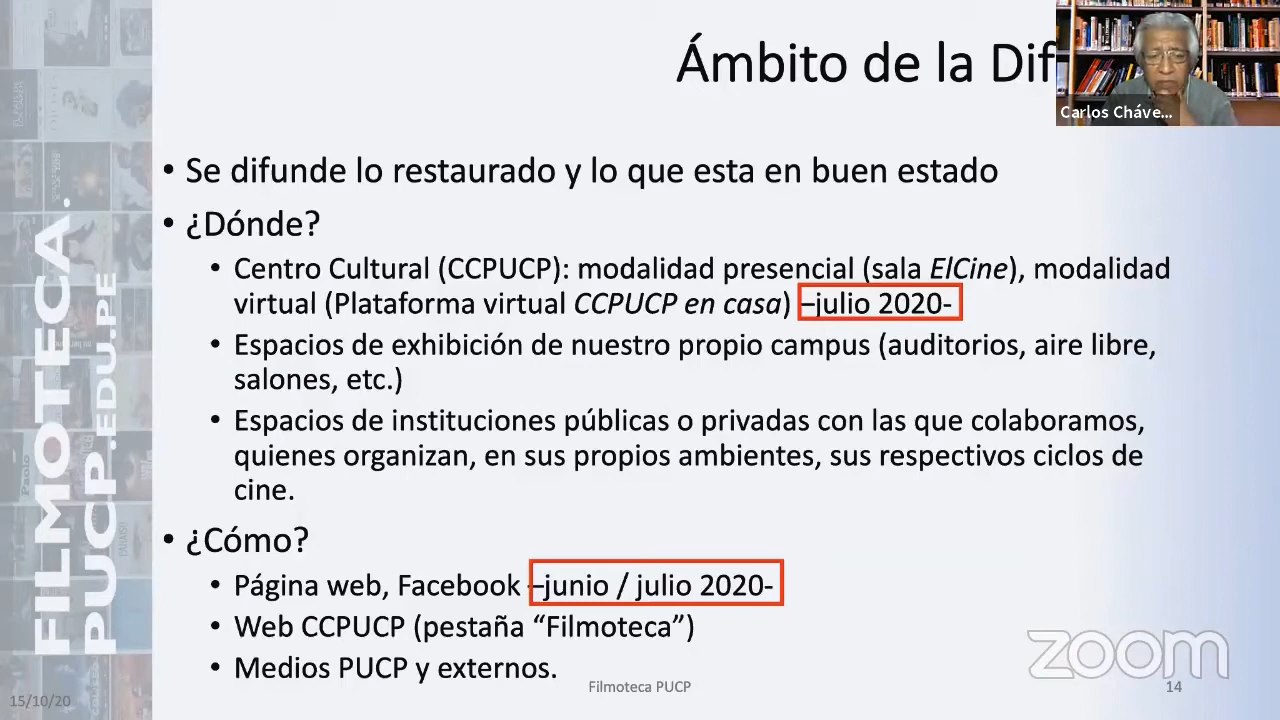 Ámbito de la Dif
Carlos Cháve...
• Se difunde lo restaurado y lo que esta en buen estado
• ¿Dónde?
• Centro Cultural (CCPUCP): modalidad presencial (sala ElCine), modalidad
virtual (Plataforma virtual CCPUCP en casa) –julio 2020-
• Espacios de exhibición de nuestro propio campus (auditorios, aire libre,
salones, etc.)
• Espacios de instituciones públicas o privadas con las que colaboramos,
quienes organizan, en sus propios ambientes, sus respectivos ciclos de
cine.
• ¿Cómo?
• Página web, Facebook –junio / julio 2020-
• Web CCPUCP (pestaña “Filmoteca”)
• Medios PUCP y externos.
FILMOTECA.
PUCP.EDU.PE
zoom
15/10/20
Filmoteca PUCP
14